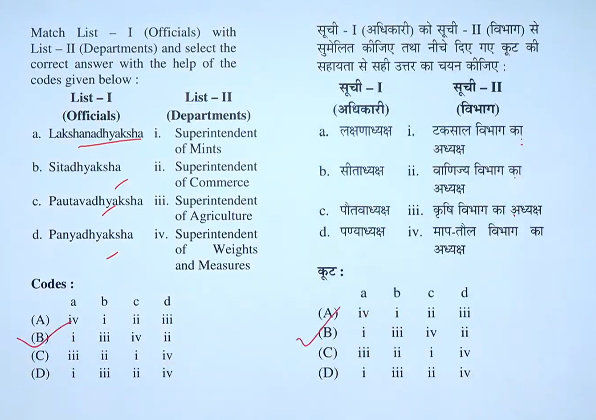 Match List – I (Officials) with
List – II (Departments) and select the
correct answer with the help of the
codes given below :
List – I List – II
(Officials) (Departments)
a. Lakshanadhyaksha i. Superintendent
of Mints
b. Sitadhyaksha ii. Superintendent
of Commerce
c. Pautavadhyaksha iii. Superintendent
of Agriculture
d. Panyadhyaksha iv. Superintendent
of Weights
and Measures
Codes :
a b c d
(A) iv i ii iii
(B) i iii iv ii
(C) iii ii i iv
(D) i iii ii iv
सूची - I (अधिकारी) को सूची - II (विभाग) से
सुमेलित कीजिए तथा नीचे दिए गए कूट की
सहायता से सही उत्तर का चयन कीजिए :
सूची – I सूची – II
(अधिकारी) (विभाग)
a. लक्षणाध्यक्ष i. टकसाल विभाग का
अध्यक्ष
b. सीताध्यक्ष ii. वाणिज्य विभाग का
अध्यक्ष
c. पौतवाध्यक्ष iii. कृषि विभाग का अध्यक्ष
d. पण्याध्यक्ष iv. माप-तौल विभाग का
अध्यक्ष
कूट :
a b c d
(A) iv i ii iii
(B) i iii iv ii
(C) iii ii i iv
(D) i iii ii iv